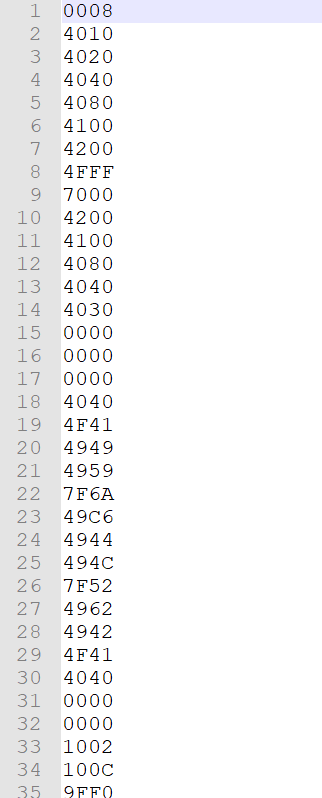 1 0008
2 4010
3 4020
4 4040
5 4080
6 4100
7 4200
8 4FFF
9 7000
10 4200
11 4100
12 4080
13 4040
14 4030
15 0000
16 0000
17 0000
18 4040
19 4F41
20 4949
21 4959
22 7F6A
23 49C6
24 4944
25 494C
26 7F52
27 4962
28 4942
29 4F41
30 4040
31 0000
32 0000
33 1002
34 100C
35 9FF0